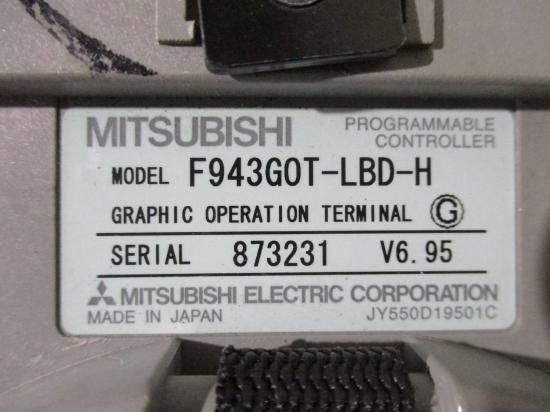 MITSUBISHI PROGRAMMABLE CONTROLLER
MODEL F943GOT-LBD-H
GRAPHIC OPERATION TERMINAL G
SERIAL 873231 V6.95
MITSUBISHI ELECTRIC CORPORATION
MADE IN JAPAN JY550D19501C